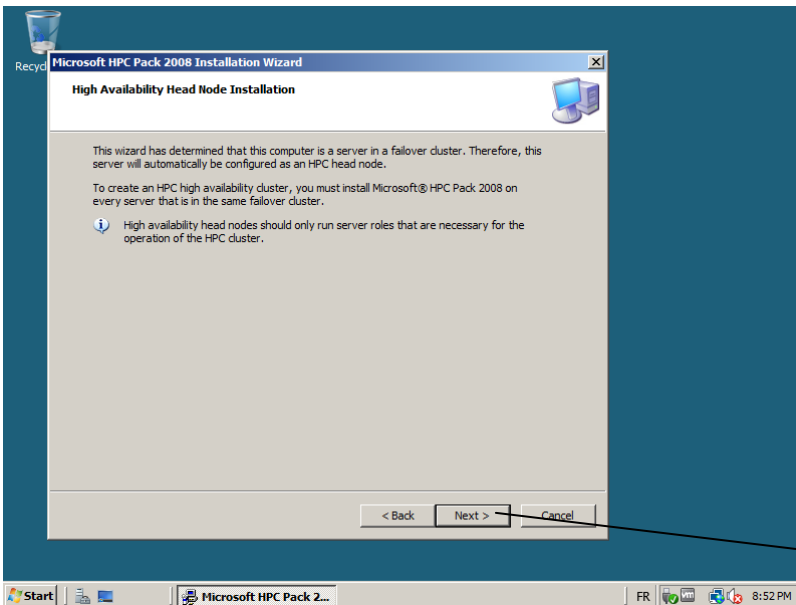 Recycl
Microsoft HPC Pack 2008 Installation Wizard
High Availability Head Node Installation
This wizard has determined that this computer is a server in a failover cluster. Therefore, this
server will automatically be configured as an HPC head node.
To create an HPC high availability cluster, you must install Microsoft® HPC Pack 2008 on
every server that is in the same failover cluster.
High availability head nodes should only run server roles that are necessary for the
operation of the HPC cluster.
< Back Next > Cancel
Start Microsoft HPC Pack 2... FR vm 8:52 PM